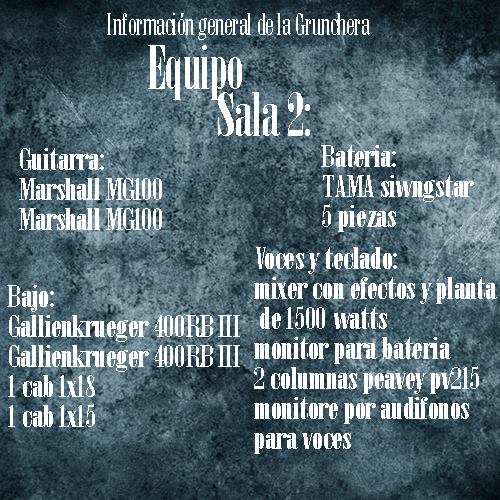 Información general de la Grunchera
Equipo
Sala 2:
Guitarra:
Marshall MG100
Marshall MG100
Bateria:
TAMA siwngstar
5 piezas
Bajo:
Gallienkrueger 400RB III
Gallienkrueger 400RB III
1 cab 1x18
1 cab 1x15
Voces y teclado:
mixer con efectos y planta
de 1500 watts
monitor para bateria
2 columnas peavey pv215
monitore por audifonos
para voces